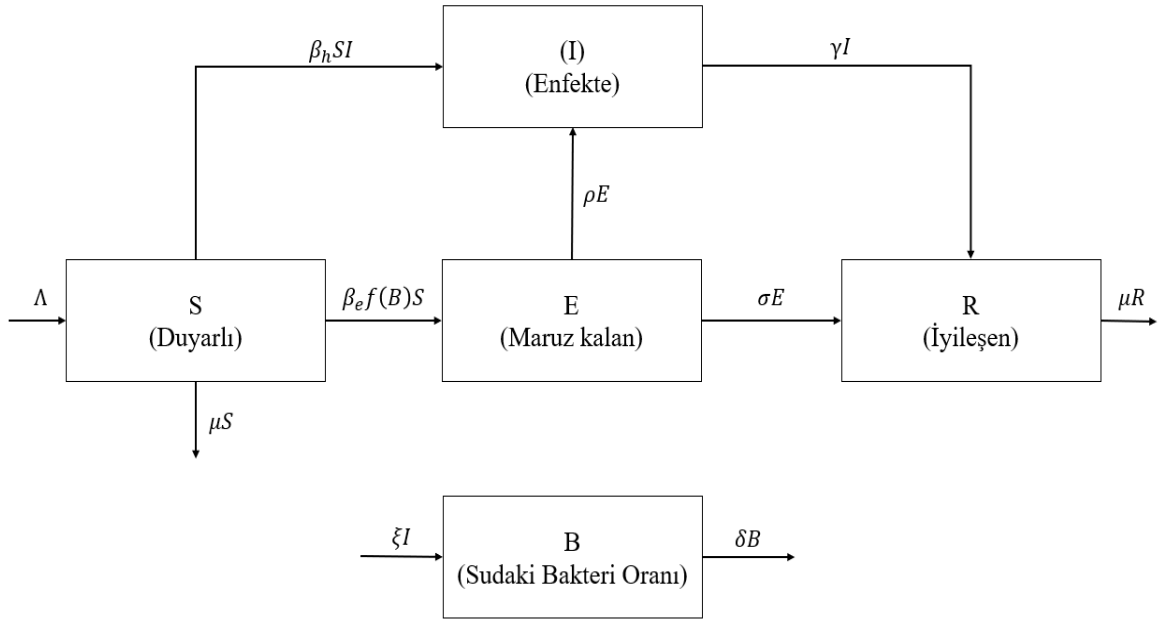 β_h SI
(I)
(Enfekte)
γI
ρE
Λ
S
(Duyarlı)
β_e f(B)S
E
(Maruz kalan)
σE
R
(İyileşen)
μR
μS
ξI
B
(Sudaki Bakteri Oranı)
δB